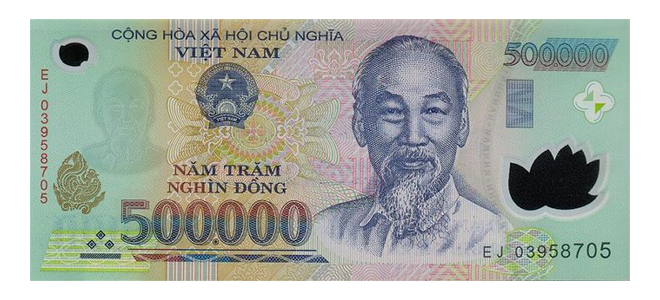 CỘNG HÒA XÃ HỘI CHỦ NGHĨA
VIỆT NAM
500000
EJ 03958705
NĂM TRĂM
NGHÌN ĐỒNG
500.000
EJ 03958705